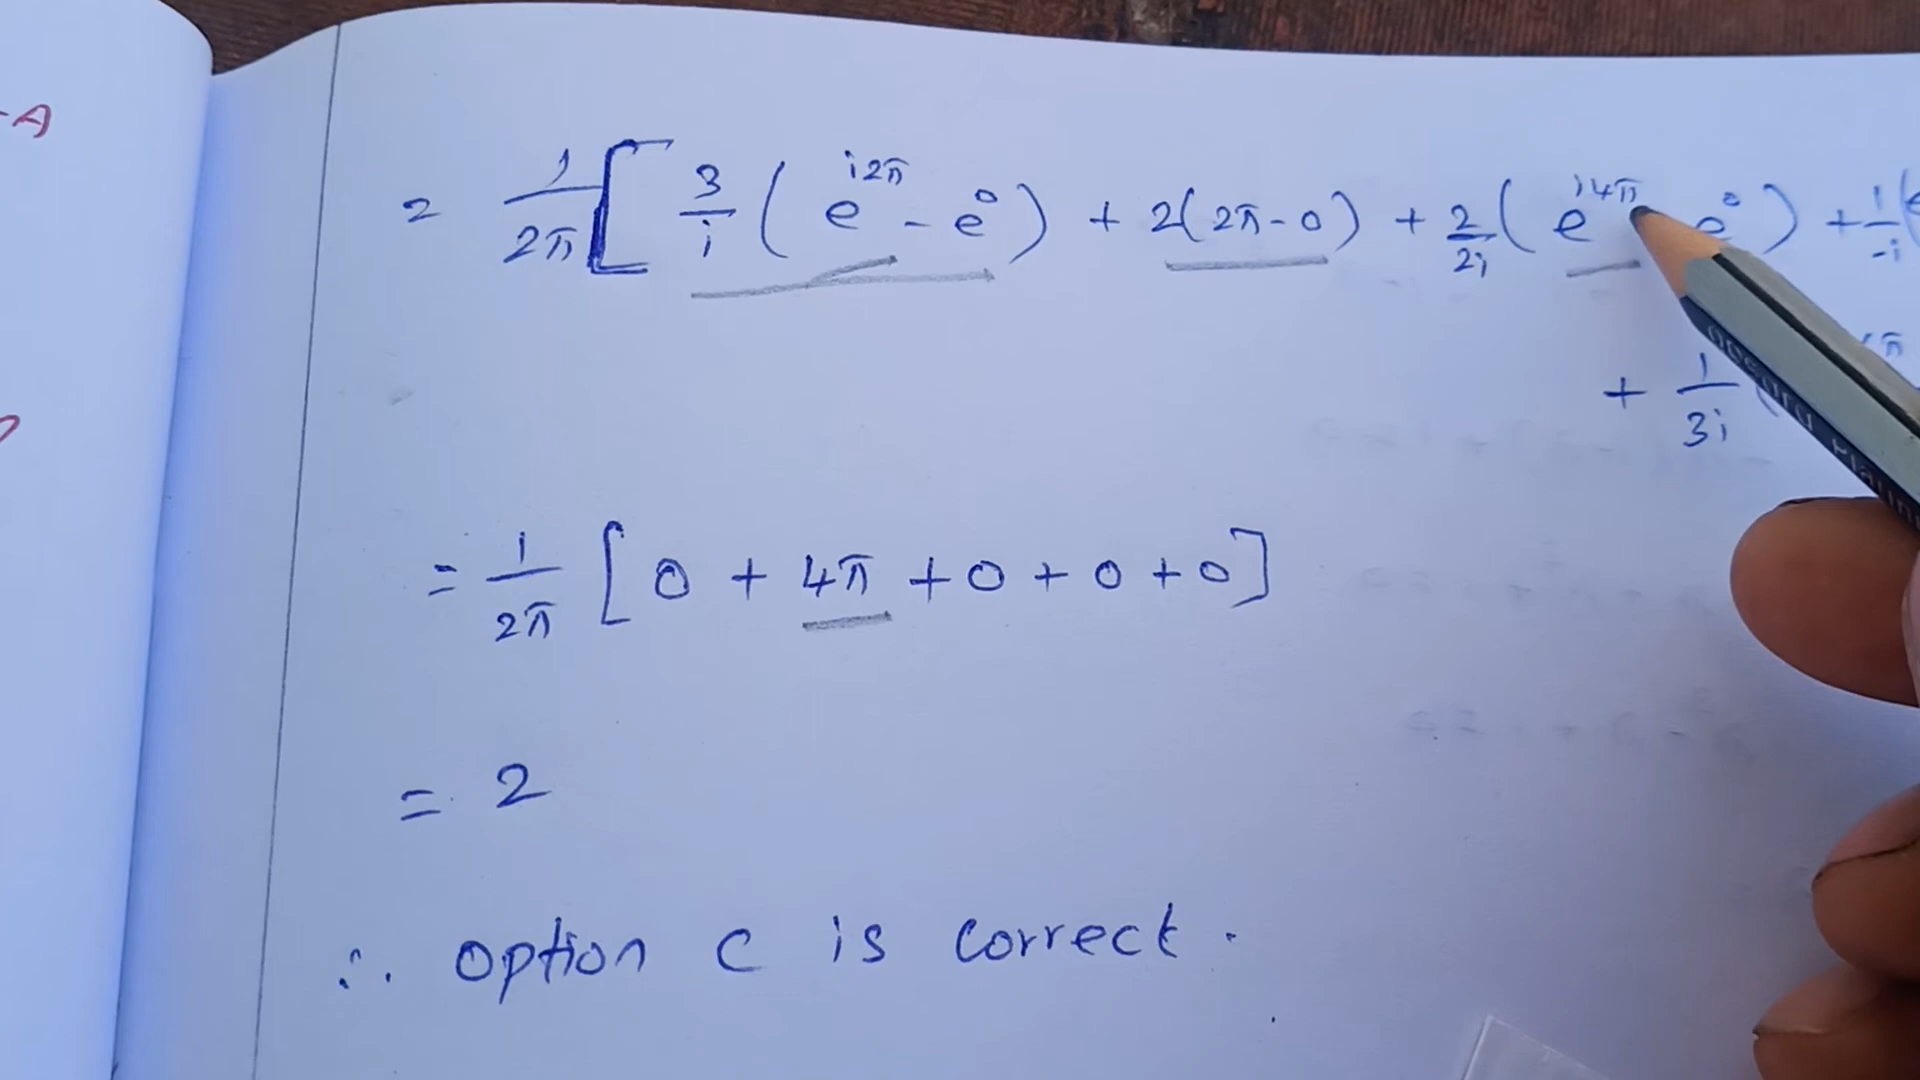 -A
= 1/2π [ 3/i ( e^{i2π} - e^0 ) + 2(2π-0) + 2/2i ( e^{i4π} e^0 ) + 1/-i (e
+ 1/3i (
= 1/2π [ 0 + 4π + 0 + 0 + 0 ]
= 2
∴ option C is correct.